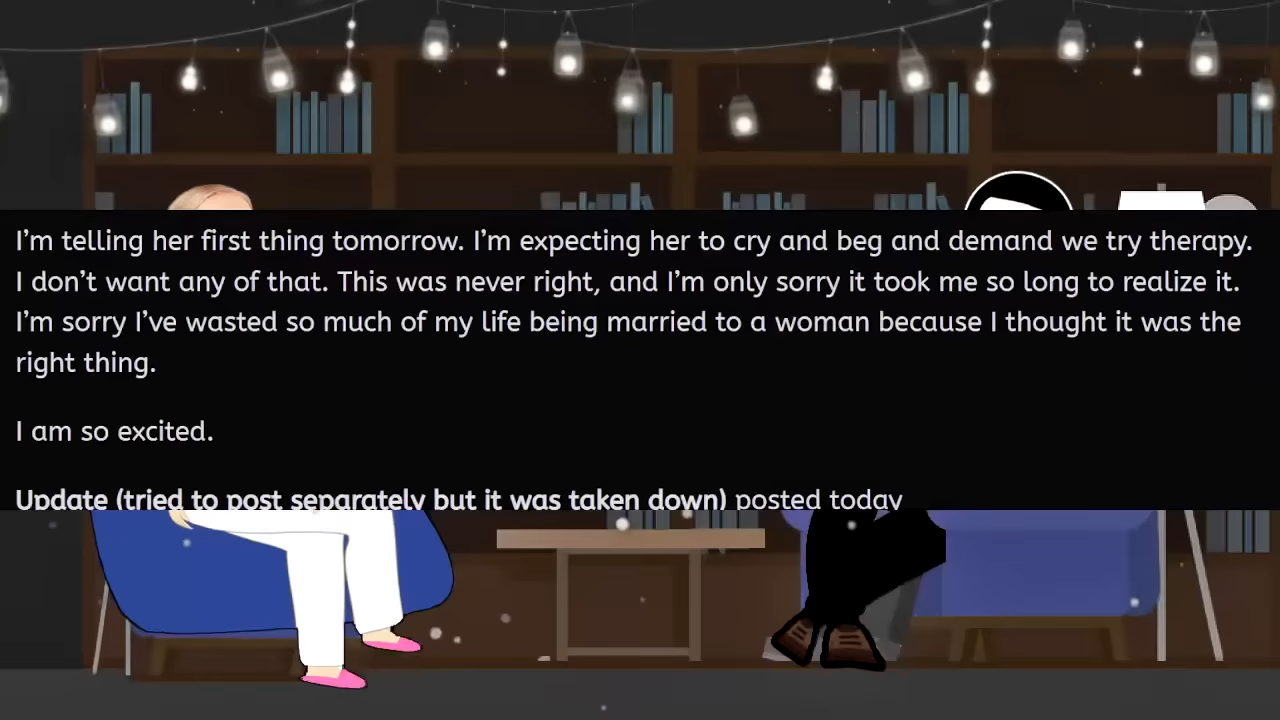 I’m telling her first thing tomorrow. I’m expecting her to cry and beg and demand we try therapy.
I don’t want any of that. This was never right, and I’m only sorry it took me so long to realize it.
I’m sorry I’ve wasted so much of my life being married to a woman because I thought it was the
right thing.
I am so excited.
Update (tried to post separately but it was taken down) posted today